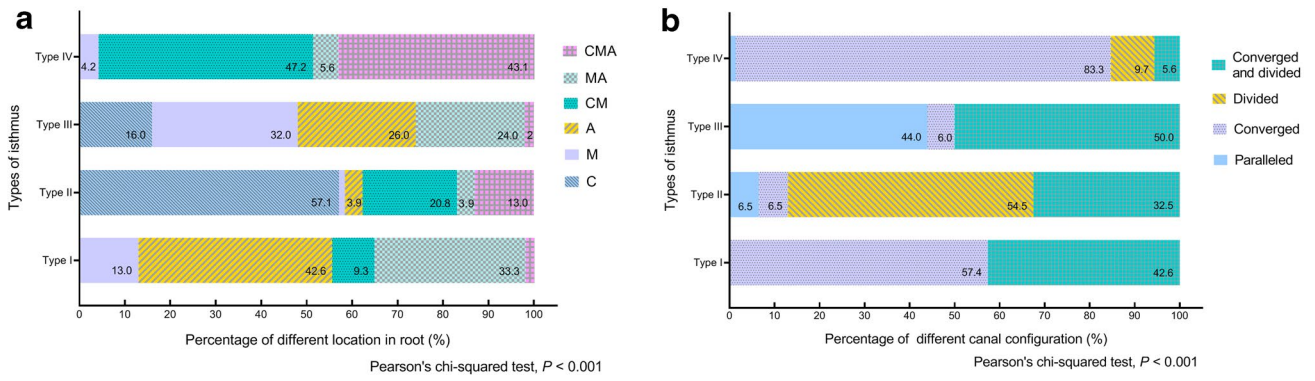 a
Types of isthmus
Type IV
4.2 47.2 5.6 43.1
Type III
16.0 32.0 26.0 24.0 2
Type II
57.1 3.9 20.8 3.9 13.0
Type I
13.0 42.6 9.3 33.3
0 10 20 30 40 50 60 70 80 90 100
Percentage of different location in root (%)
Pearson's chi-squared test, P < 0.001
CMA
MA
CM
A
M
C
b
Types of isthmus
Type IV
83.3 9.7 5.6
Type III
44.0 6.0 50.0
Type II
6.5 6.5 54.5 32.5
Type I
57.4 42.6
0 10 20 30 40 50 60 70 80 90 100
Percentage of different canal configuration (%)
Pearson's chi-squared test, P < 0.001
Converged
and divided
Divided
Converged
Paralleled